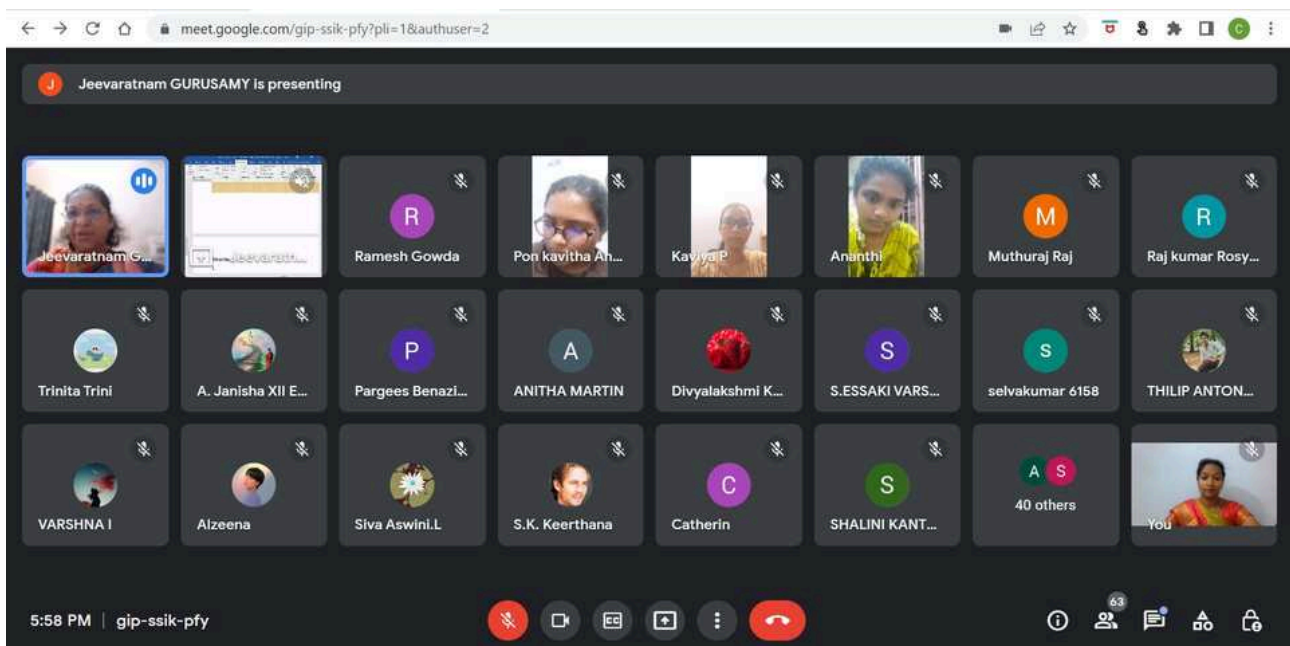 meet.google.com/gip-ssik-pfy?pli=1&authuser=2
C
J Jeevaratnam GURUSAMY is presenting
Jeevaratnam G...
Jeevaratn...
R
Ramesh Gowda
Pon kavitha Ah...
Kaviya P
Ananthi
M
Muthuraj Raj
R
Raj kumar Rosy...
Trinita Trini
A. Janisha XII E...
P
Pargees Benazi...
A
ANITHA MARTIN
Divyalakshmi K...
S
S.ESSAKI VARS...
s
selvakumar 6158
THILIP ANTON...
VARSHNA I
Alzeena
Siva Aswini.L
S.K. Keerthana
C
Catherin
S
SHALINI KANT...
A S
40 others
You
5:58 PM | gip-ssik-pfy
CC
63